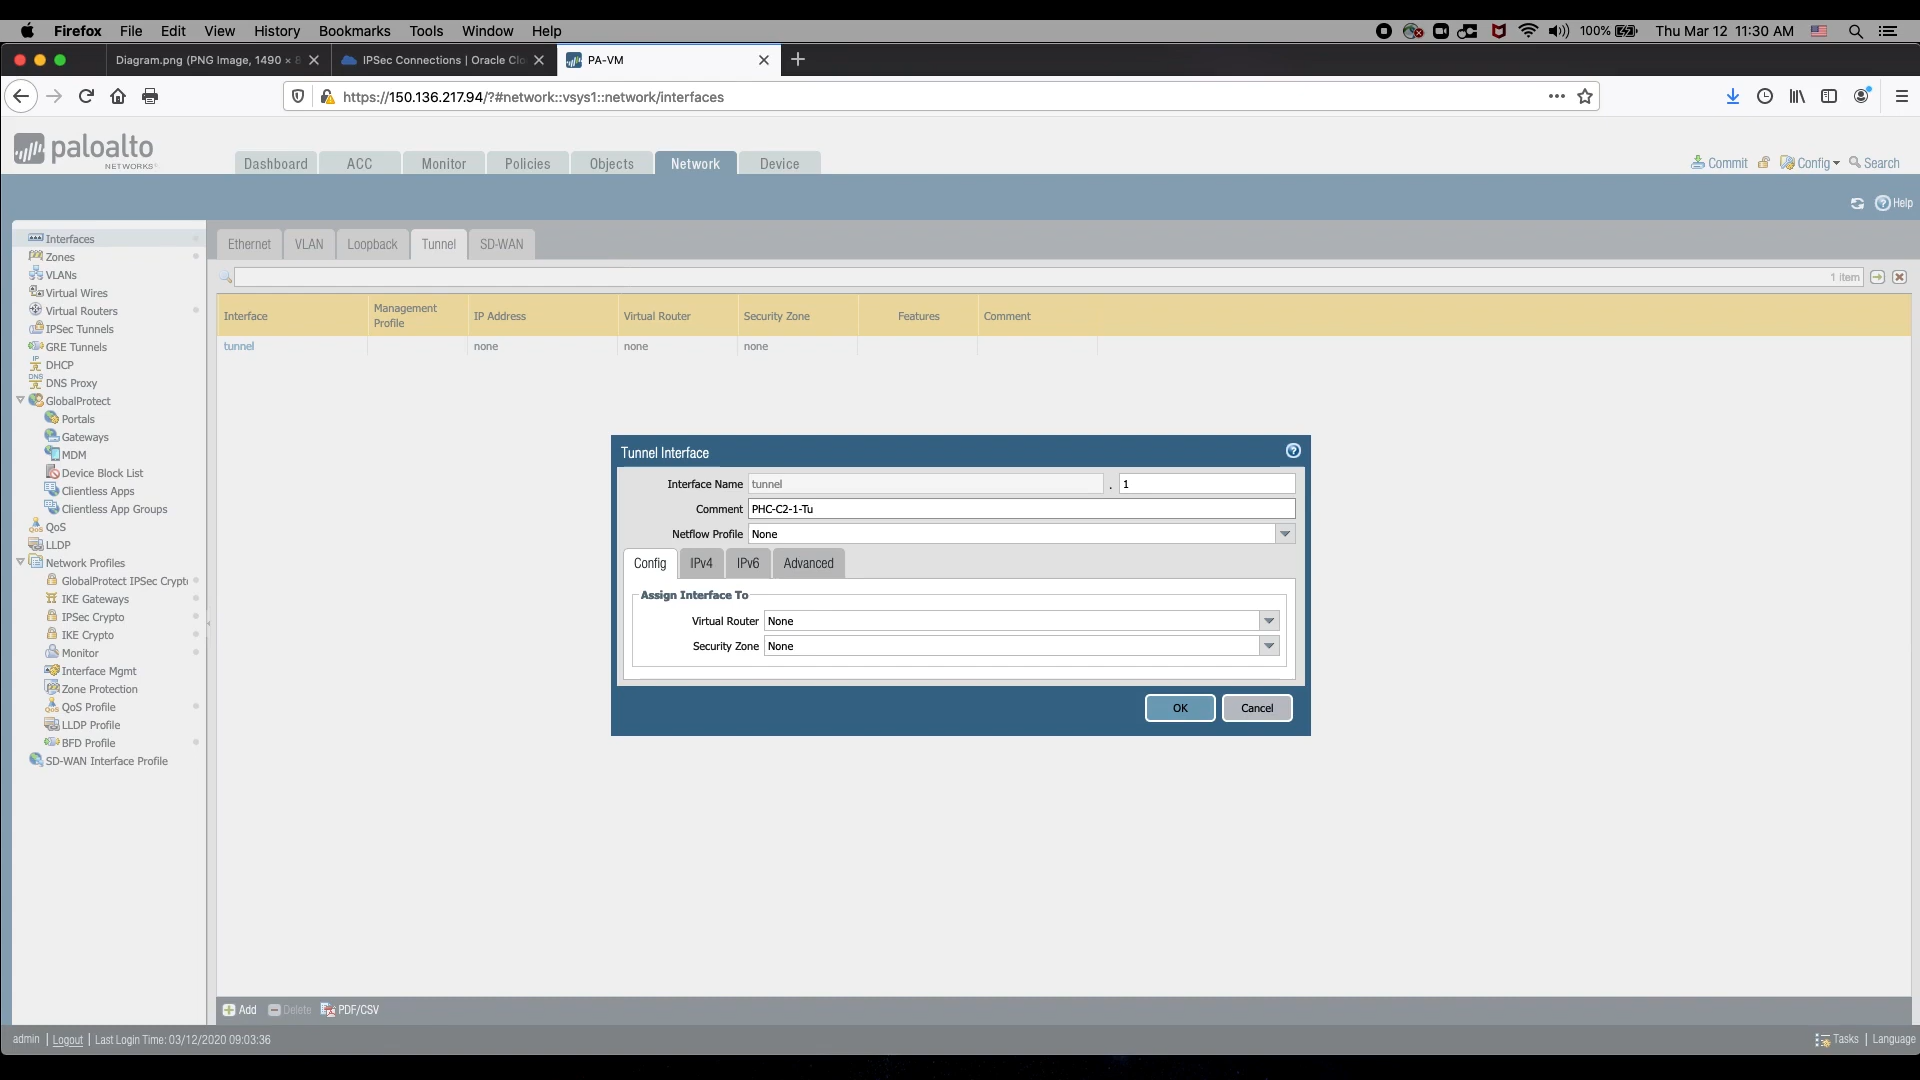 Firefox File Edit View History Bookmarks Tools Window Help 100% Thu Mar 12 11:30 AM
Diagram.png (PNG Image, 1490 × 8 IPSec Connections | Oracle Clo PA-VM
https://150.136.217.94/?#network::vsys1::network/interfaces
paloalto
NETWORKS
Dashboard ACC Monitor Policies Objects Network Device Commit Config Search
Help
Interfaces
Zones
VLANs
Virtual Wires
Virtual Routers
IPSec Tunnels
GRE Tunnels
DHCP
DNS Proxy
GlobalProtect
Portals
Gateways
MDM
Device Block List
Clientless Apps
Clientless App Groups
QoS
LLDP
Network Profiles
GlobalProtect IPSec Crypt
IKE Gateways
IPSec Crypto
IKE Crypto
Monitor
Interface Mgmt
Zone Protection
QoS Profile
LLDP Profile
BFD Profile
SD-WAN Interface Profile
Ethernet VLAN Loopback Tunnel SD-WAN
1 item
Interface Management Profile IP Address Virtual Router Security Zone Features Comment
tunnel none none none
Tunnel Interface
Interface Name tunnel . 1
Comment PHC-C2-1-Tu
Netflow Profile None
Config IPv4 IPv6 Advanced
Assign Interface To
Virtual Router None
Security Zone None
OK Cancel
Add Delete PDF/CSV
admin | Logout | Last Login Time: 03/12/2020 09:03:36 Tasks | Language